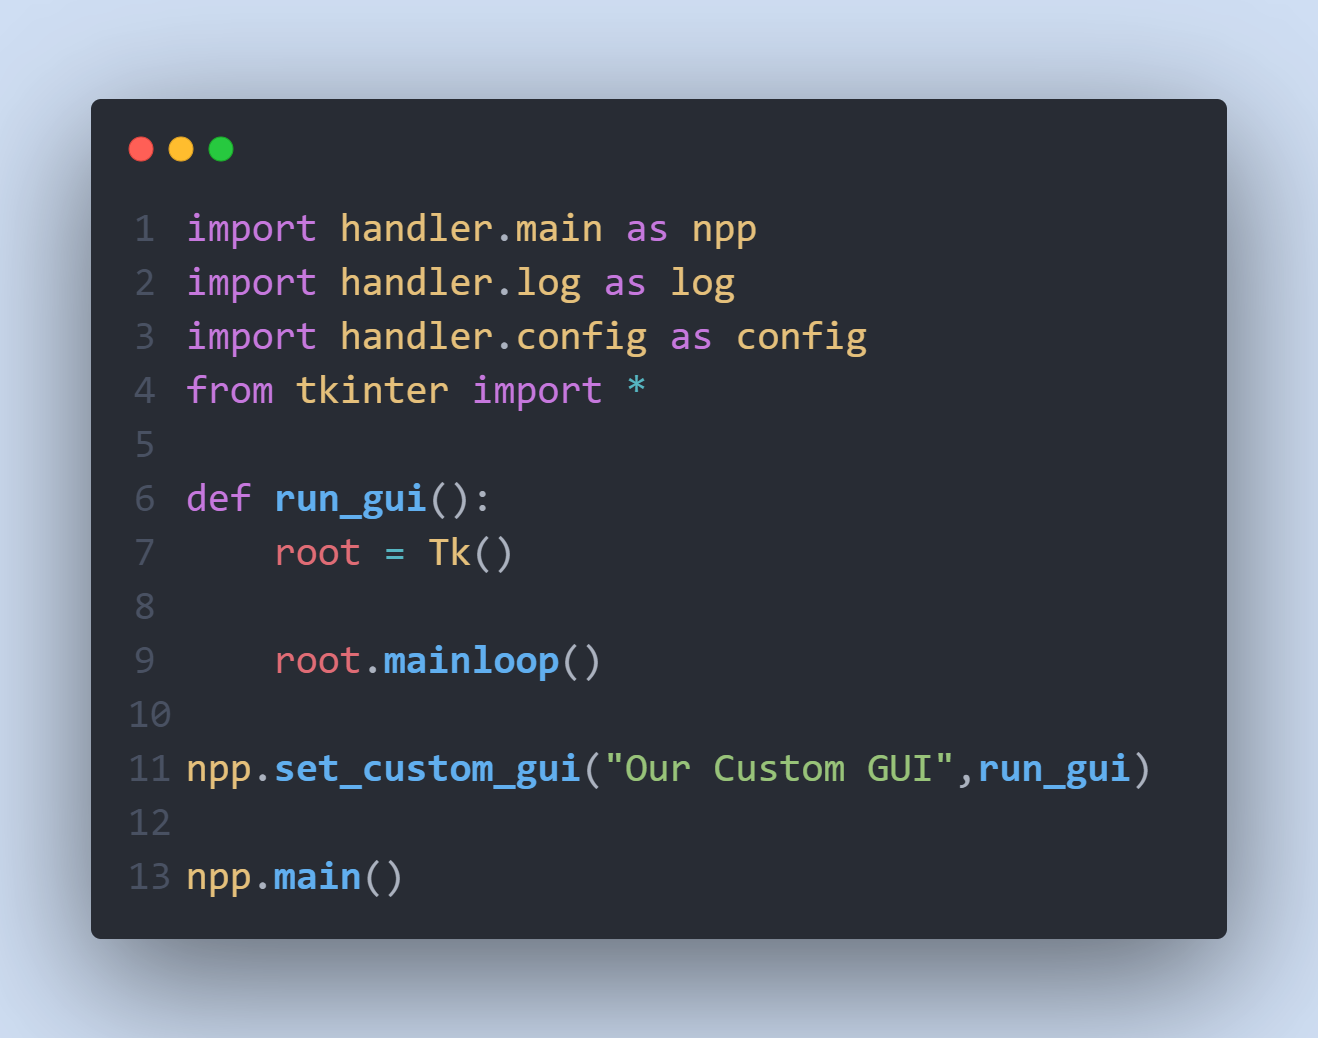 1 import handler.main as npp
2 import handler.log as log
3 import handler.config as config
4 from tkinter import *
5
6 def run_gui():
7     root = Tk()
8
9     root.mainloop()
10
11 npp.set_custom_gui("Our Custom GUI",run_gui)
12
13 npp.main()